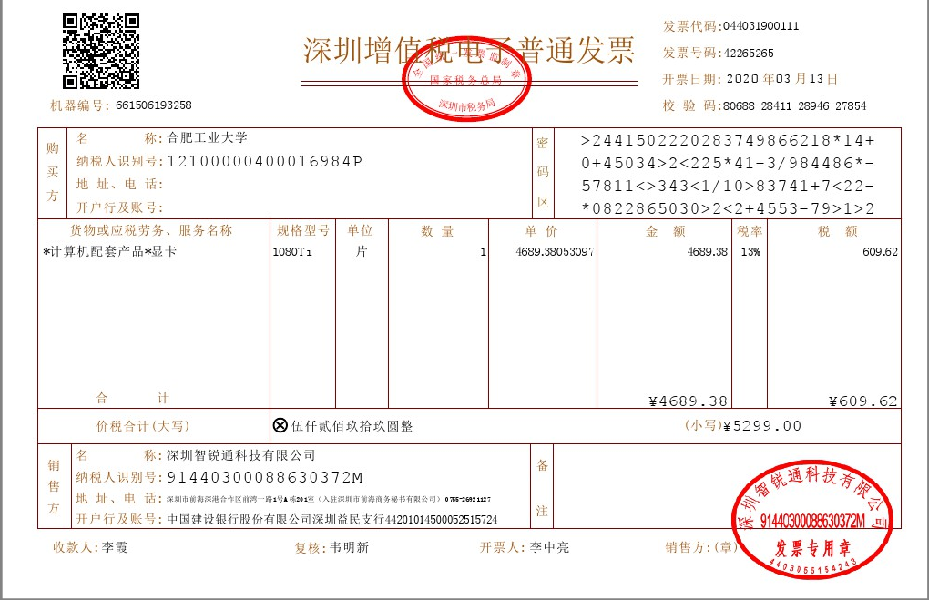 深圳增值税电子普通发票
全国统一发票监制章
国家税务总局
深圳市税务局
发票代码:044031900111
发票号码:42265265
开票日期: 2020 年03 月13 日
校 验 码:80688 28411 28946 27854
机器编号: 661506193258
购买方
名 称:合肥工业大学
纳税人识别号:12100000400016984P
地 址、电 话:
开户行及账号:
密码区
>2441502220283749866218*14+
0+45034>2<225*41-3/984486*-
57811<>343<1/10>83741+7<22-
*0822865030>2<2+4553-79>1>2
货物或应税劳务、服务名称 规格型号 单位 数 量 单 价 金 额 税率 税 额
*计算机配套产品*显卡 1080Ti 片 1 4689.38053097 4689.38 13% 609.62
合 计 ¥4689.38 ¥609.62
价税合计(大写) ⊗伍仟贰佰玖拾玖圆整 (小写)¥5299.00
销售方
名 称:深圳智锐通科技有限公司
纳税人识别号:91440300088630372M
地 址、电 话:深圳市前海深港合作区前湾一路1号A栋201室(入驻深圳市前海商务秘书有限公司)
开户行及账号:中国建设银行股份有限公司深圳益民支行44201014500052515724
备注
收款人:李霞 复核:韦明新 开票人:李中亮 销售方:(章)
深圳智锐通科技有限公司
91440300088630372M
发票专用章